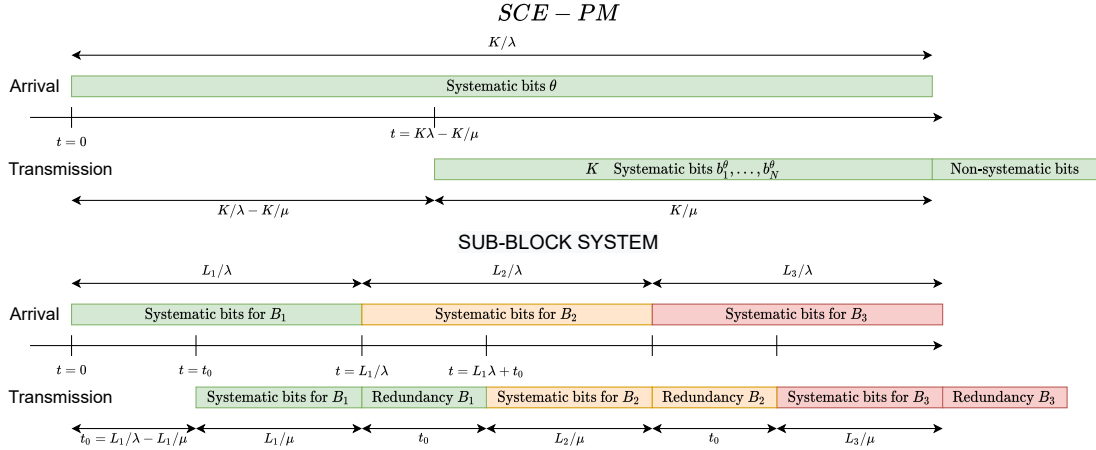 SCE − PM
K/λ
Arrival
Systematic bits θ
t = 0
t = Kλ − K/μ
Transmission
K Systematic bits b_1^θ, . . . , b_N^θ
Non-systematic bits
K/λ − K/μ
K/μ
SUB-BLOCK SYSTEM
L₁/λ
L₂/λ
L₃/λ
Arrival
Systematic bits for B₁
Systematic bits for B₂
Systematic bits for B₃
t = 0
t = t₀
t = L₁/λ
t = L₁λ + t₀
Transmission
Systematic bits for B₁
Redundancy B₁
Systematic bits for B₂
Redundancy B₂
Systematic bits for B₃
Redundancy B₃
t₀ = L₁/λ − L₁/μ
L₁/μ
t₀
L₂/μ
t₀
L₃/μ